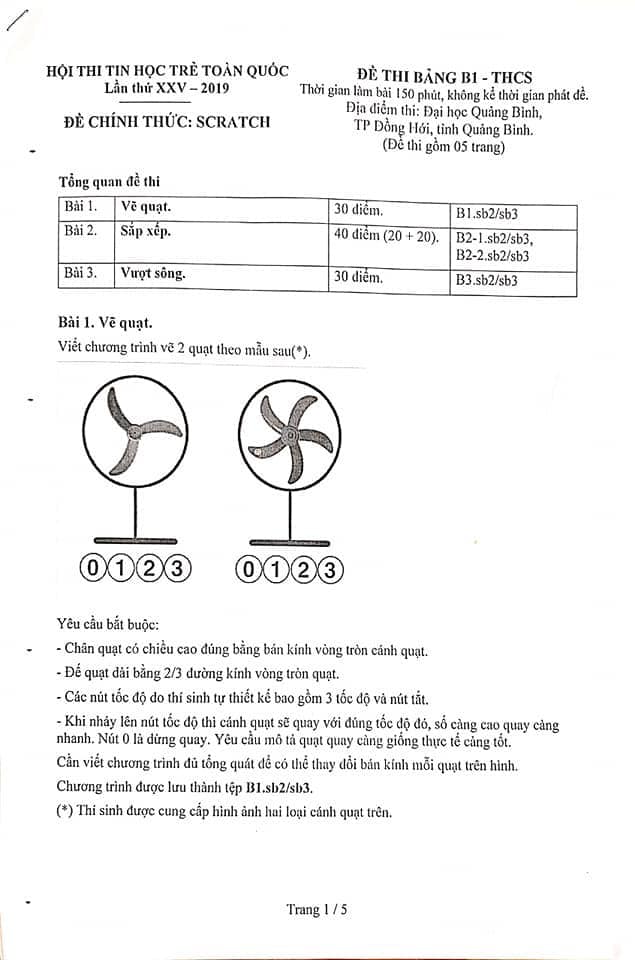 HỘI THI TIN HỌC TRẺ TOÀN QUỐC
Lần thứ XXV – 2019
ĐỀ CHÍNH THỨC: SCRATCH
ĐỀ THI BẢNG B1 - THCS
Thời gian làm bài 150 phút, không kể thời gian phát đề.
Địa điểm thi: Đại học Quảng Bình,
TP Đồng Hới, tỉnh Quảng Bình.
(Đề thi gồm 05 trang)
Tổng quan đề thi
Bài 1. Vẽ quạt. 30 điểm. B1.sb2/sb3
Bài 2. Sắp xếp. 40 điểm (20 + 20). B2-1.sb2/sb3,
B2-2.sb2/sb3
Bài 3. Vượt sông. 30 điểm. B3.sb2/sb3
Bài 1. Vẽ quạt.
Viết chương trình vẽ 2 quạt theo mẫu sau(*).
0 1 2 3 0 1 2 3
Yêu cầu bắt buộc:
- Chân quạt có chiều cao đúng bằng bán kính vòng tròn cánh quạt.
- Đế quạt dài bằng 2/3 đường kính vòng tròn quạt.
- Các nút tốc độ do thí sinh tự thiết kế bao gồm 3 tốc độ và nút tắt.
- Khi nháy lên nút tốc độ thì cánh quạt sẽ quay với đúng tốc độ đó, số càng cao quay càng
nhanh. Nút 0 là dừng quay. Yêu cầu mô tả quạt quay càng giống thực tế càng tốt.
Cần viết chương trình đủ tổng quát để có thể thay đổi bán kính mỗi quạt trên hình.
Chương trình được lưu thành tệp B1.sb2/sb3.
(*) Thí sinh được cung cấp hình ảnh hai loại cánh quạt trên.
Trang 1 / 5